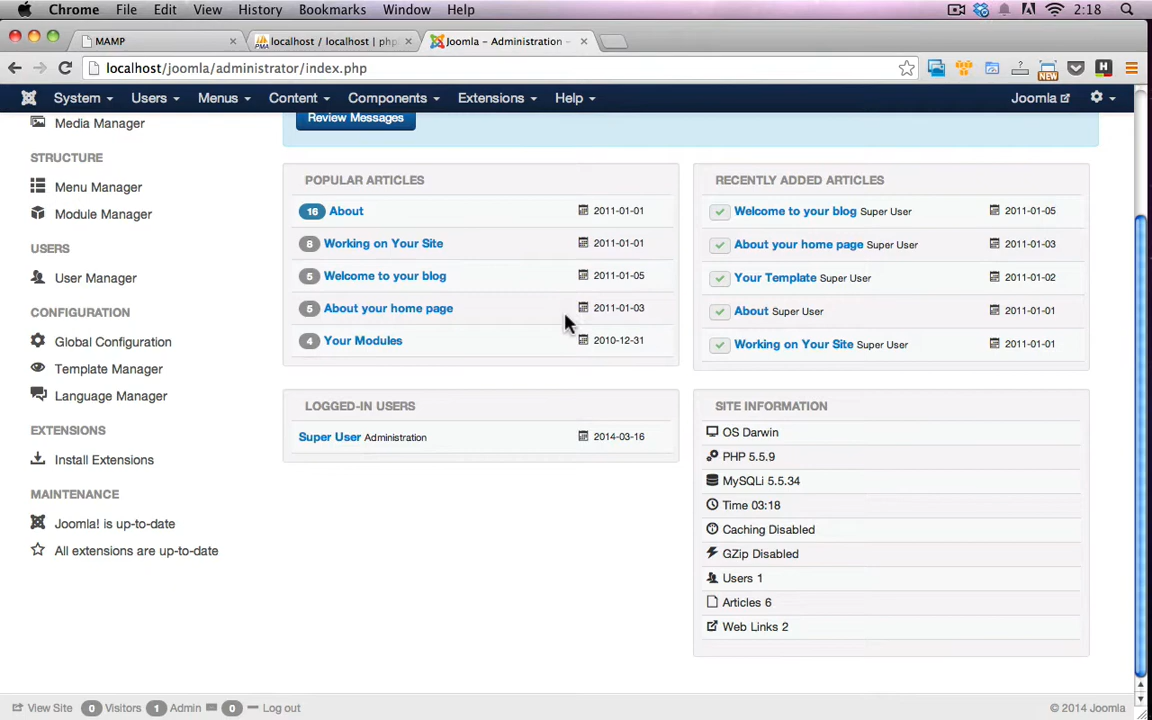 Chrome File Edit View History Bookmarks Window Help 2:18
MAMP
localhost / localhost | php
Joomla - Administration -
localhost/joomla/administrator/index.php
NEW
System Users Menus Content Components Extensions Help Joomla
Media Manager
STRUCTURE
Menu Manager
Module Manager
USERS
User Manager
CONFIGURATION
Global Configuration
Template Manager
Language Manager
EXTENSIONS
Install Extensions
MAINTENANCE
Joomla! is up-to-date
All extensions are up-to-date
Review Messages
POPULAR ARTICLES
16 About 2011-01-01
8 Working on Your Site 2011-01-01
5 Welcome to your blog 2011-01-05
5 About your home page 2011-01-03
4 Your Modules 2010-12-31
RECENTLY ADDED ARTICLES
Welcome to your blog Super User 2011-01-05
About your home page Super User 2011-01-03
Your Template Super User 2011-01-02
About Super User 2011-01-01
Working on Your Site Super User 2011-01-01
LOGGED-IN USERS
Super User Administration 2014-03-16
SITE INFORMATION
OS Darwin
PHP 5.5.9
MySQLi 5.5.34
Time 03:18
Caching Disabled
GZip Disabled
Users 1
Articles 6
Web Links 2
View Site 0 Visitors 1 Admin 0 Log out © 2014 Joomla